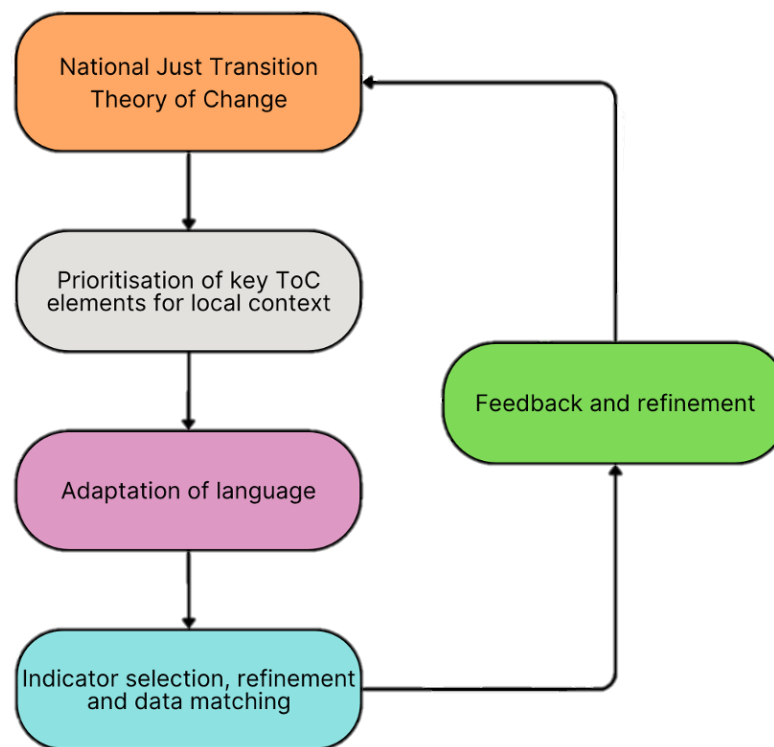 National Just Transition
Theory of Change
Prioritisation of key ToC
elements for local context
Adaptation of language
Indicator selection, refinement
and data matching
Feedback and refinement